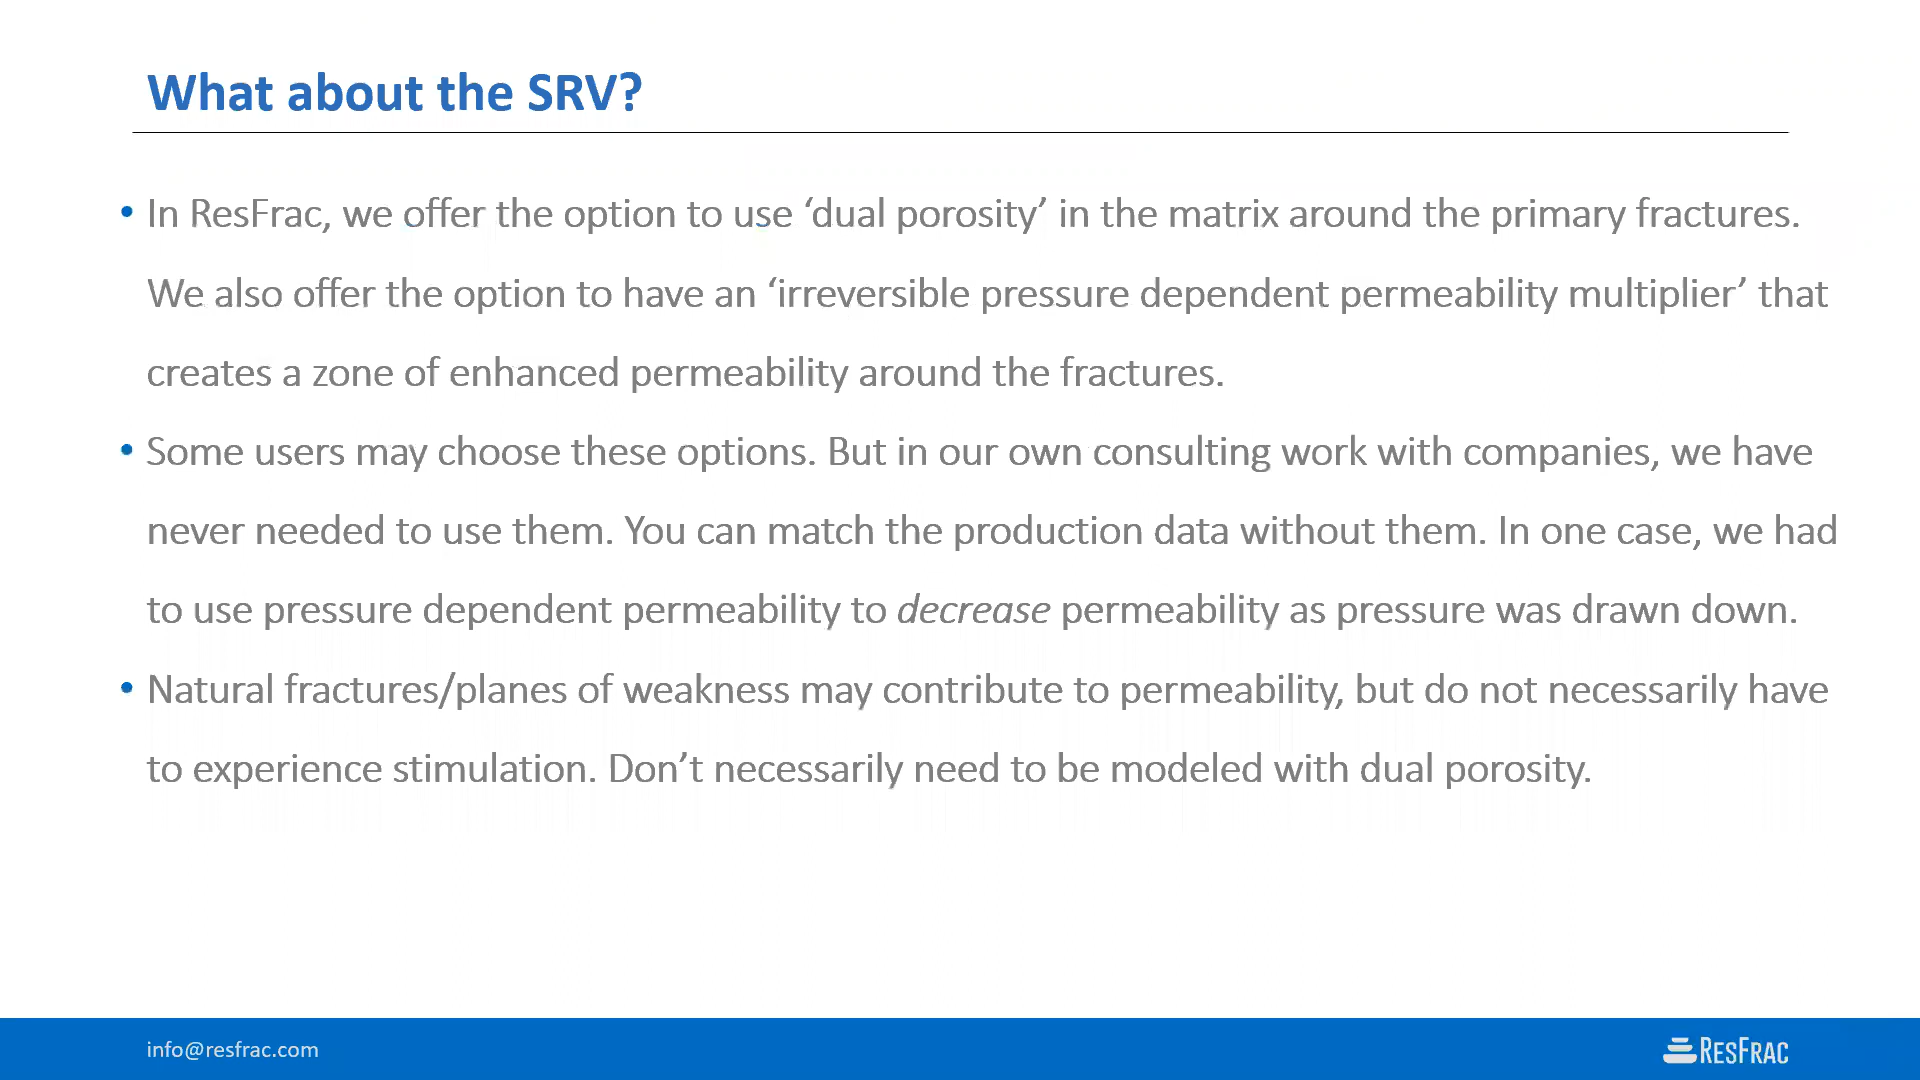 What about the SRV?
• In ResFrac, we offer the option to use ‘dual porosity’ in the matrix around the primary fractures.
We also offer the option to have an ‘irreversible pressure dependent permeability multiplier’ that
creates a zone of enhanced permeability around the fractures.
• Some users may choose these options. But in our own consulting work with companies, we have
never needed to use them. You can match the production data without them. In one case, we had
to use pressure dependent permeability to decrease permeability as pressure was drawn down.
• Natural fractures/planes of weakness may contribute to permeability, but do not necessarily have
to experience stimulation. Don’t necessarily need to be modeled with dual porosity.
info@resfrac.com
RESFRAC